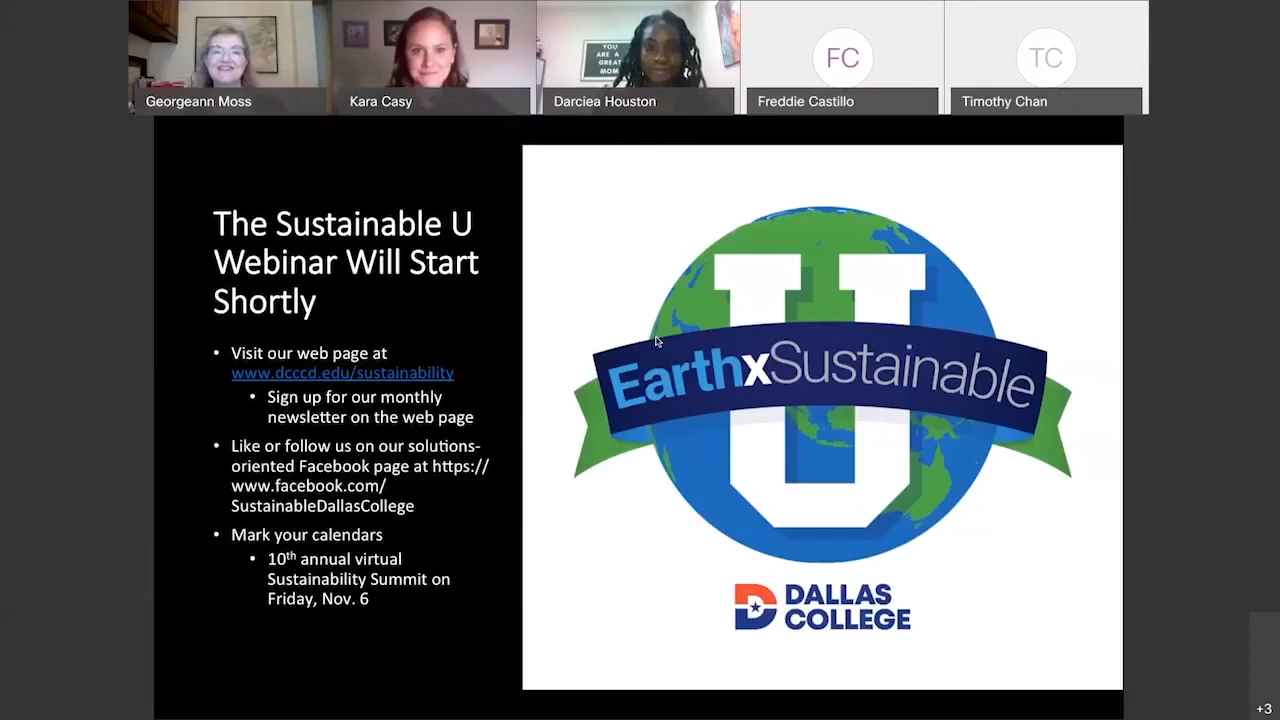 YOU
ARE A
GREAT
MOM
FC
TC
Georgeann Moss
Kara Casy
Darciea Houston
Freddie Castillo
Timothy Chan
The Sustainable U
Webinar Will Start
Shortly
• Visit our web page at
www.dcccd.edu/sustainability
• Sign up for our monthly
newsletter on the web page
• Like or follow us on our solutions-
oriented Facebook page at https://
www.facebook.com/
SustainableDallasCollege
• Mark your calendars
• 10th annual virtual
Sustainability Summit on
Friday, Nov. 6
U
EarthxSustainable
D
DALLAS
COLLEGE
+3